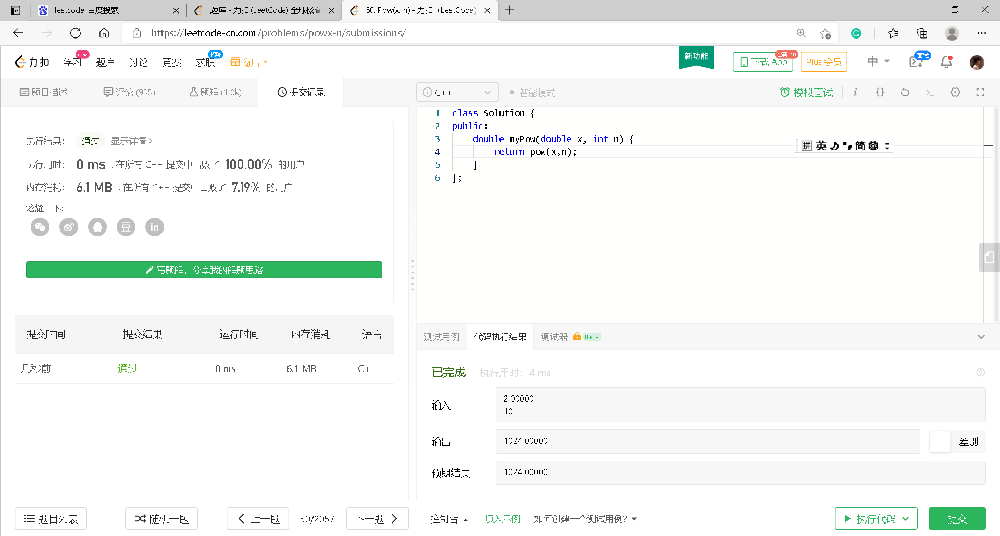 leetcode_百度搜索
题库 - 力扣 (LeetCode) 全球极客
50. Pow(x, n) - 力扣（LeetCode）
https://leetcode-cn.com/problems/powx-n/submissions/
力扣
学习
new
题库
讨论
竞赛
求职
招聘
商店
新功能
下载 App
全新 2.0
Plus 会员
中
面试
题目描述
评论 (955)
题解 (1.0k)
提交记录
C++
智能模式
模拟面试
执行结果：
通过
显示详情 ›
执行用时：
0 ms , 在所有 C++ 提交中击败了 100.00% 的用户
内存消耗：
6.1 MB , 在所有 C++ 提交中击败了 7.19% 的用户
炫耀一下:
豆
in
写题解，分享我的解题思路
提交时间 提交结果 运行时间 内存消耗 语言
几秒前 通过 0 ms 6.1 MB C++
1 class Solution {
2 public:
3 double myPow(double x, int n) {
4 return pow(x,n);
5 }
6 };
拼 英 简
测试用例
代码执行结果
调试器
Beta
已完成
执行用时：4 ms
输入
2.00000
10
输出
1024.00000
差别
预期结果
1024.00000
题目列表
随机一题
上一题
50/2057
下一题
控制台
填入示例
如何创建一个测试用例?
执行代码
提交